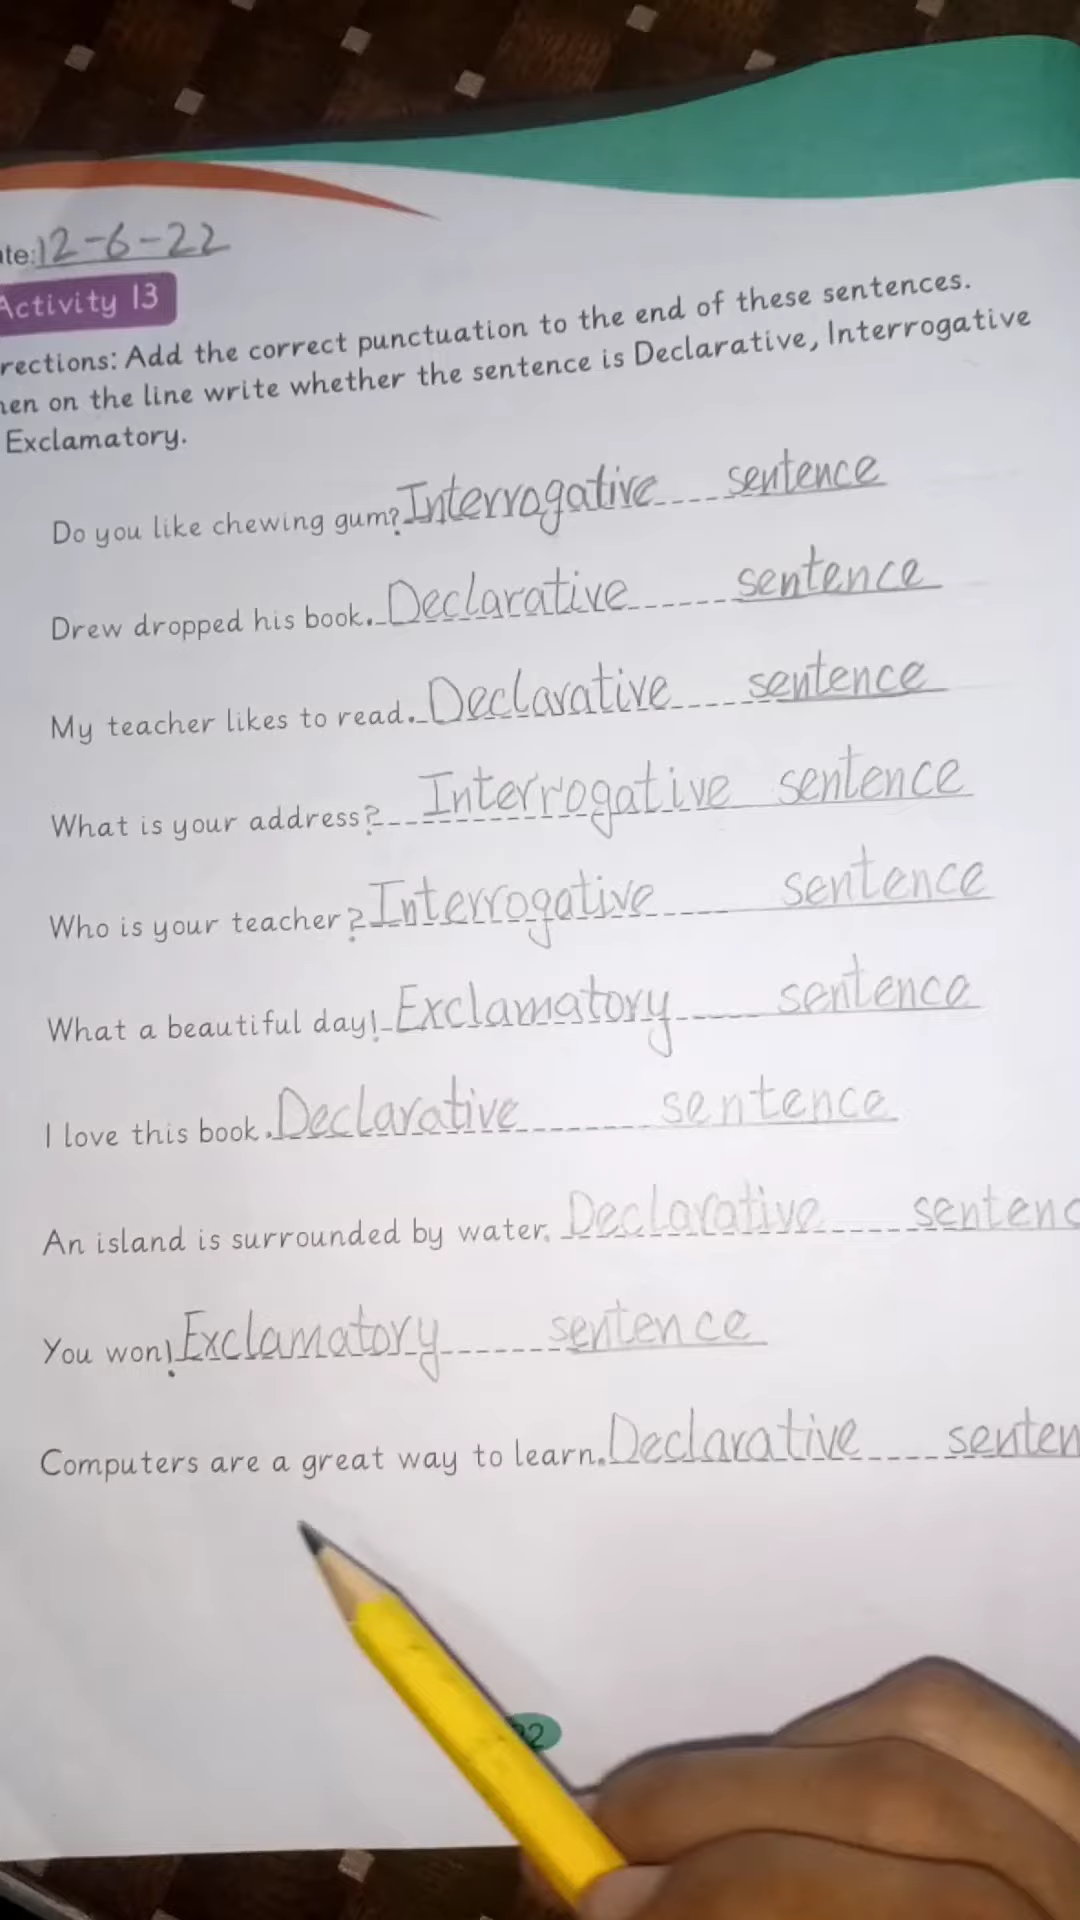 te:12-6-22
Activity 13
rections: Add the correct punctuation to the end of these sentences.
hen on the line write whether the sentence is Declarative, Interrogative
Exclamatory.
Do you like chewing gum? Interrogative sentence
Drew dropped his book. Declarative sentence
My teacher likes to read. Declarative sentence
What is your address? Interrogative sentence
Who is your teacher? Interrogative sentence
What a beautiful day! Exclamatory sentence
I love this book. Declarative sentence
An island is surrounded by water. Declarative sentenc
You won! Exclamatory sentence
Computers are a great way to learn. Declarative senten